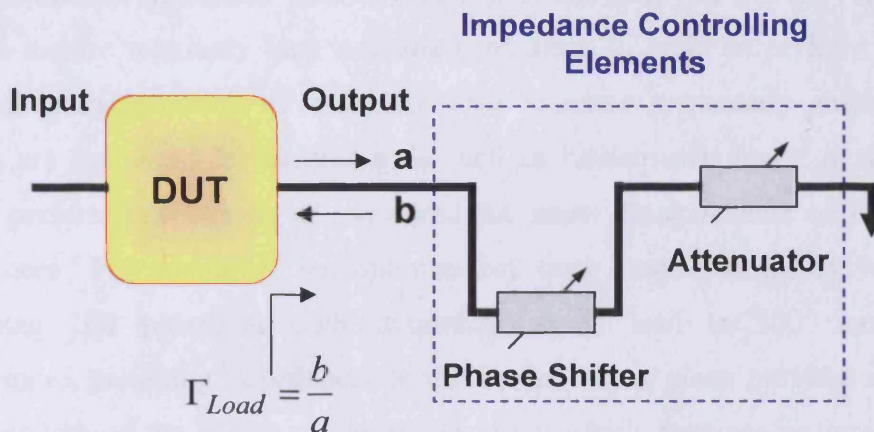 Impedance Controlling
Elements
Input
Output
DUT
a
b
Attenuator
Phase Shifter
Γ_Load = b/a